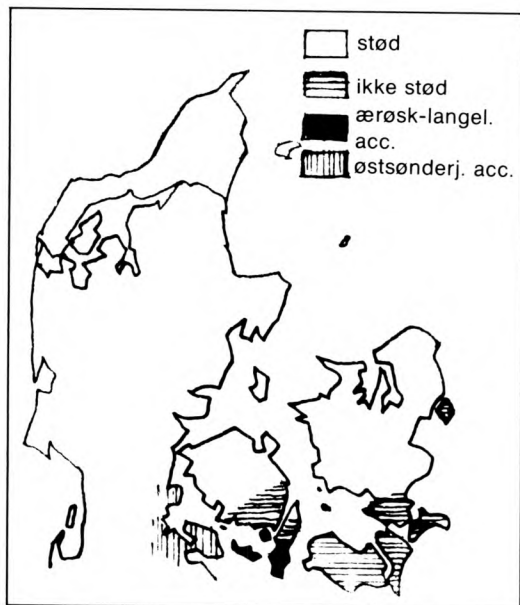 stød
ikke stød
ærøsk-langel.
acc.
østsønderj. acc.